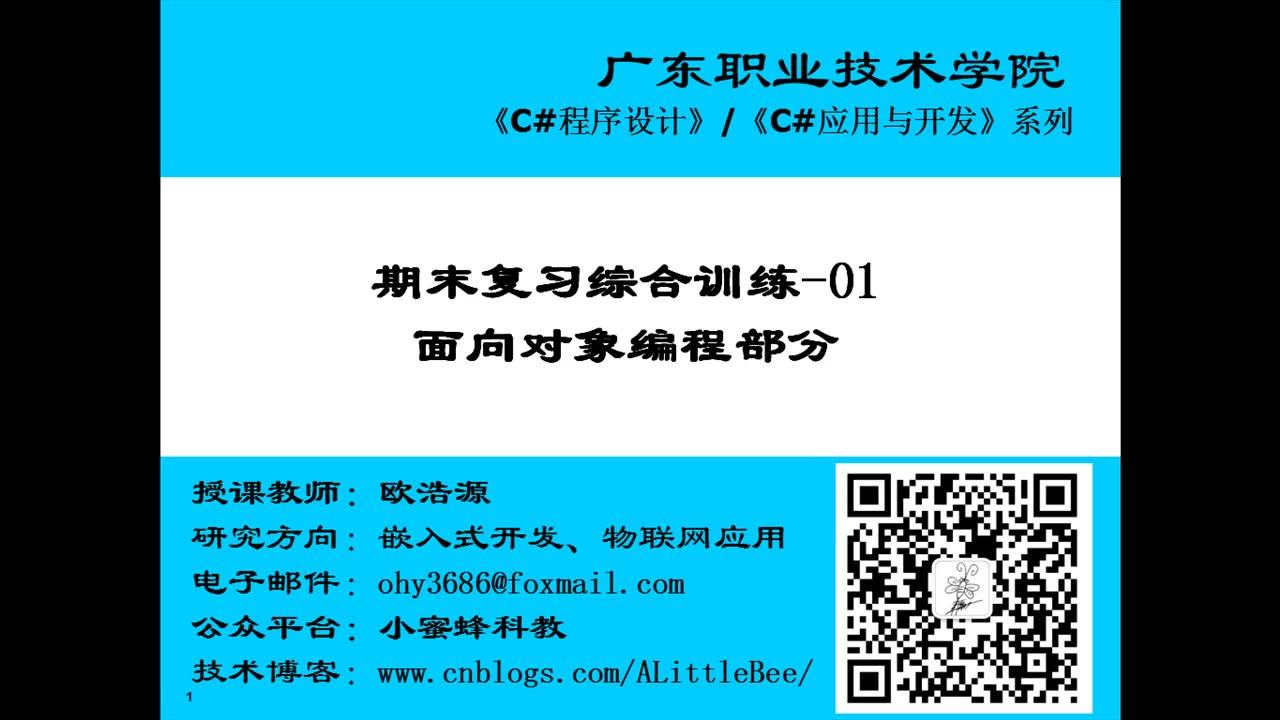 广东职业技术学院
《C#程序设计》/《C#应用与开发》系列
期末复习综合训练-01
面向对象编程部分
授课教师：欧浩源
研究方向：嵌入式开发、物联网应用
电子邮件：ohy3686@foxmail.com
公众平台：小蜜蜂科教
技术博客：www.cnblogs.com/ALittleBee/
1